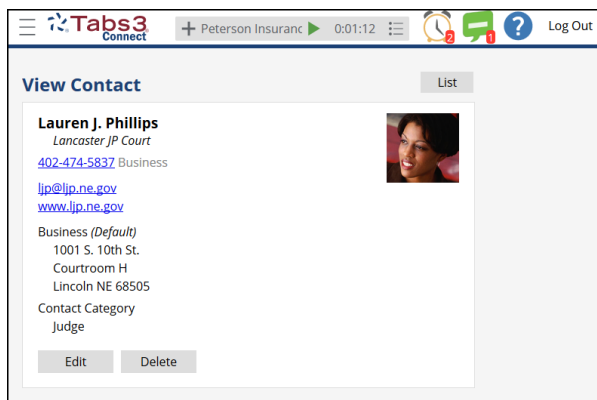 Tabs3
Connect
Peterson Insuranc
0:01:12
2
1
?
Log Out
View Contact
List
Lauren J. Phillips
Lancaster JP Court
402-474-5837 Business
ljp@ljp.ne.gov
www.ljp.ne.gov
Business (Default)
1001 S. 10th St.
Courtroom H
Lincoln NE 68505
Contact Category
Judge
Edit
Delete